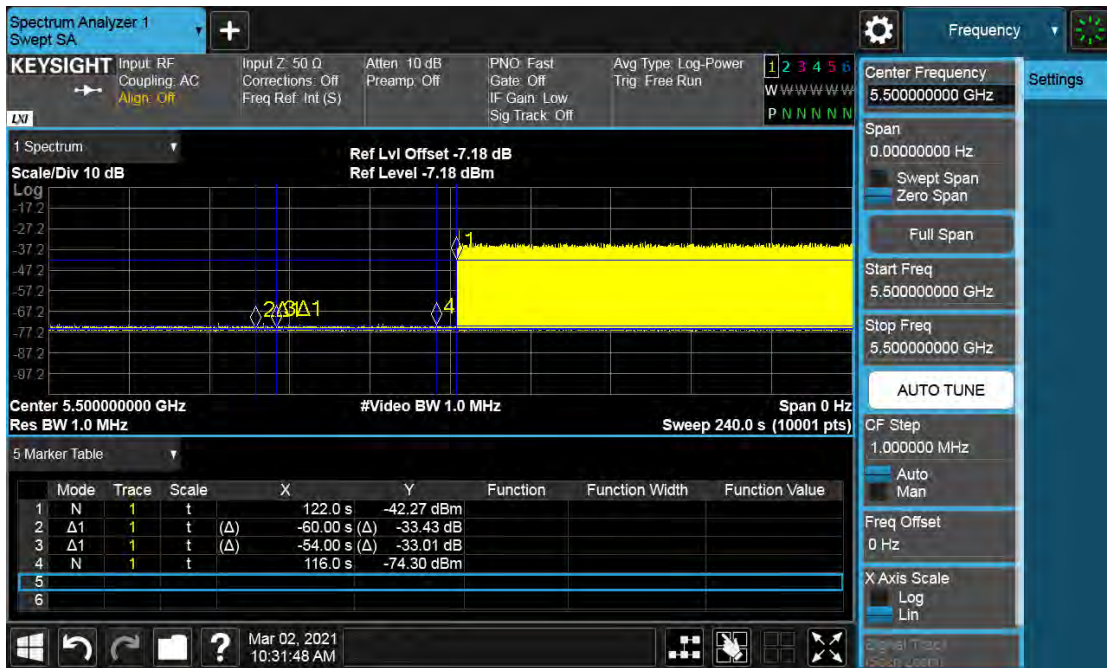 Spectrum Analyzer 1
Swept SA
+
Frequency
KEYSIGHT
LXI
Input: RF
Coupling: AC
Align: Off
Input Z: 50 Ω
Corrections: Off
Freq Ref: Int (S)
Atten: 10 dB
Preamp: Off
PNO: Fast
Gate: Off
IF Gain: Low
Sig Track: Off
Avg Type: Log-Power
Trig: Free Run
1 2 3 4 5 6
W W W W W W
P N N N N N
1 Spectrum
Scale/Div 10 dB
Ref Lvl Offset -7.18 dB
Ref Level -7.18 dBm
Log
-17.2
-27.2
-37.2
-47.2
-57.2
-67.2
-77.2
-87.2
-97.2
1
3Δ1
4
Center 5.500000000 GHz
Res BW 1.0 MHz
#Video BW 1.0 MHz
Span 0 Hz
Sweep 240.0 s (10001 pts)
5 Marker Table
Mode Trace Scale X Y Function Function Width Function Value
1 N 1 t 122.0 s -42.27 dBm
2 Δ1 1 t (Δ) -60.00 s (Δ) -33.43 dB
3 Δ1 1 t (Δ) -54.00 s (Δ) -33.01 dB
4 N 1 t 116.0 s -74.30 dBm
5
6
Mar 02, 2021
10:31:48 AM
?
Center Frequency
5.500000000 GHz
Settings
Span
0.00000000 Hz
Swept Span
Zero Span
Full Span
Start Freq
5.500000000 GHz
Stop Freq
5.500000000 GHz
AUTO TUNE
CF Step
1.000000 MHz
Auto
Man
Freq Offset
0 Hz
X Axis Scale
Log
Lin
Signal Track
(Span Zoom)